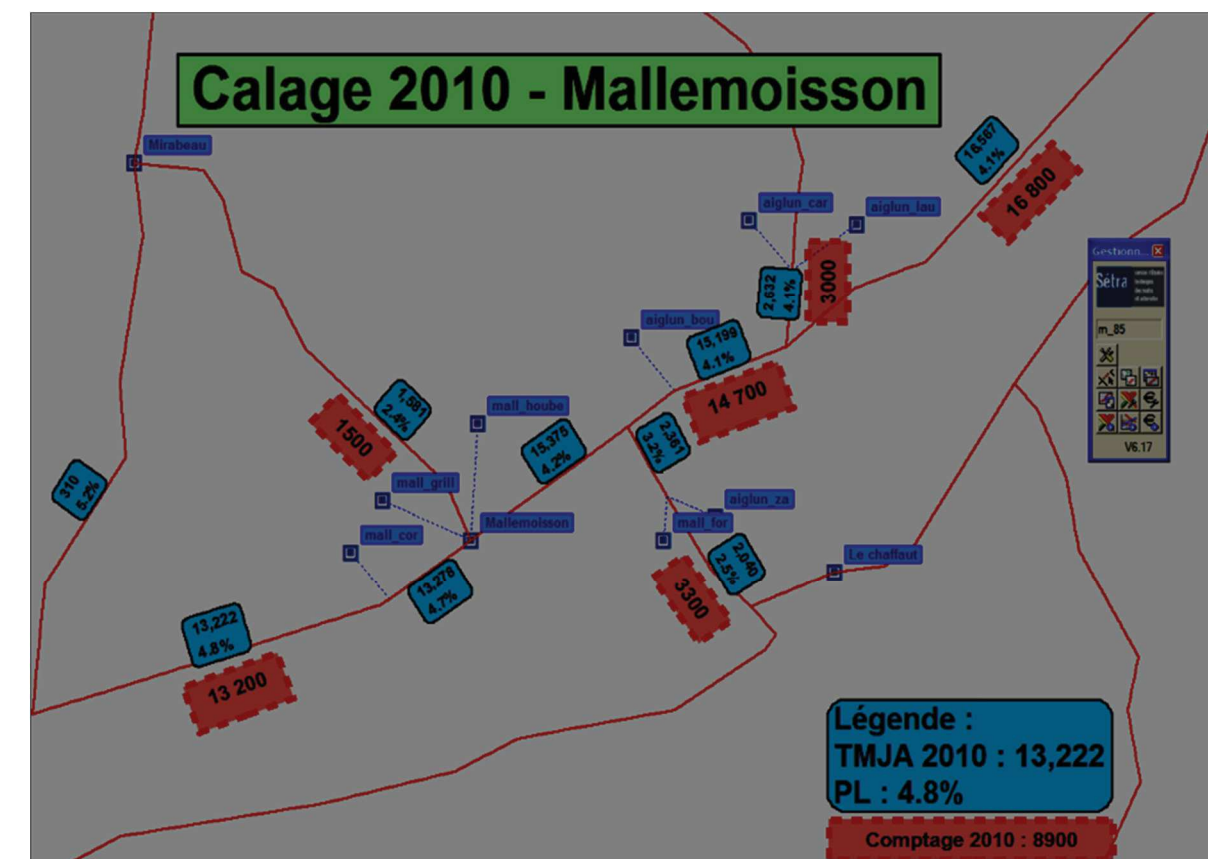 Calage 2010 - Mallemoisson
Mirabeau
16,567
4.1%
16 800
aiglun_car
aiglun_lau
Gestionn...
Sétra
m_85
V6.17
2,632
4.1%
3000
aiglun_bou
15,199
4.1%
14 700
1,581
2.4%
1500
mall_hoube
15,375
4.2%
2,361
3.2%
310
5.2%
mall_grill
aiglun_za
mall_cor
Mallemoisson
mall_for
Le chaffaut
2,040
2.5%
3300
13,278
4.7%
13,222
4.8%
13 200
Légende :
TMJA 2010 : 13,222
PL : 4.8%
Comptage 2010 : 8900